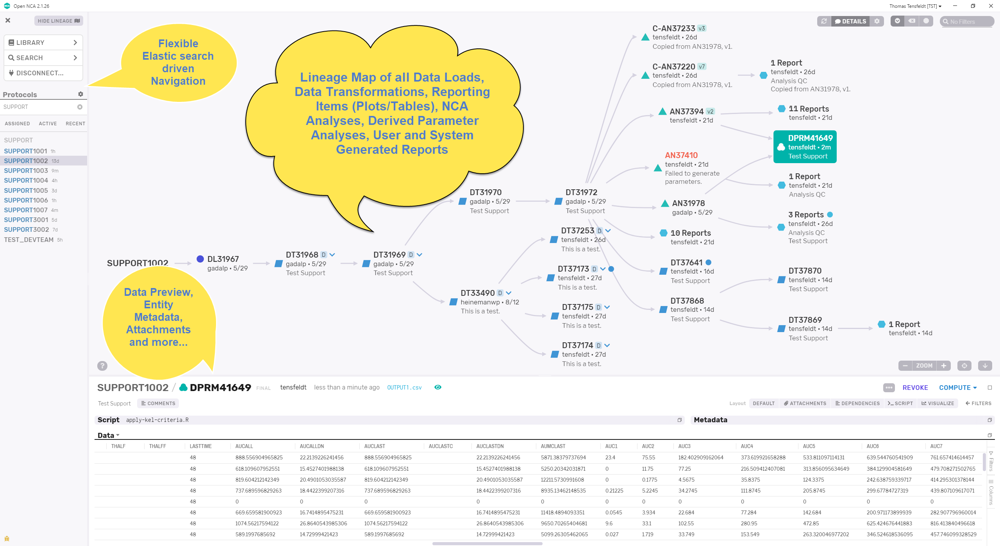 Open NCA 2.1.26
Thomas Tensfeldt [TST]
HIDE LINEAGE
LIBRARY
SEARCH
DISCONNECT...
Protocols
SUPPORT
ASSIGNED ACTIVE RECENT
SUPPORT
SUPPORT1001 1h
SUPPORT1002 13d
SUPPORT1003 9m
SUPPORT1004 4h
SUPPORT1005 3d
SUPPORT1006 1h
SUPPORT1007 4m
SUPPORT3001 5d
SUPPORT3002 7d
TEST_DEVTEAM 5h
Flexible
Elastic search
driven
Navigation
Lineage Map of all Data Loads,
Data Transformations, Reporting
Items (Plots/Tables), NCA
Analyses, Derived Parameter
Analyses, User and System
Generated Reports
Data Preview,
Entity
Metadata,
Attachments
and more...
DETAILS
No Filters
SUPPORT1002
DL31967
gadalp • 5/29
DT31968 D
gadalp • 5/29
Test Support
DT31969 D
gadalp • 5/29
Test Support
DT31970
gadalp • 5/29
Test Support
DT33490 D
heinemanwp • 8/12
This is a test.
DT31972
gadalp • 5/29
Test Support
DT37253 D
tensfeldt • 26d
This is a test.
DT37173 D
tensfeldt • 27d
This is a test.
DT37175 D
tensfeldt • 27d
This is a test.
DT37174 D
tensfeldt • 27d
This is a test.
C-AN37233 v3
tensfeldt • 26d
Copied from AN31978, v1.
C-AN37220 v7
tensfeldt • 26d
Copied from AN31978, v1.
AN37394 v2
tensfeldt • 21d
AN37410
tensfeldt • 21d
Failed to generate
parameters.
AN31978
gadalp • 5/29
10 Reports
tensfeldt • 21d
DT37641
tensfeldt • 16d
Test Support
DT37868
tensfeldt • 14d
Test Support
1 Report
tensfeldt • 26d
Analysis QC
Copied from AN31978, v1.
11 Reports
tensfeldt • 21d
DPRM41649
tensfeldt • 2m
Test Support
1 Report
tensfeldt • 21d
Analysis QC
3 Reports
tensfeldt • 26d
Analysis QC
Test Support
DT37870
tensfeldt • 14d
Test Support
DT37869
tensfeldt • 14d
Test Support
1 Report
tensfeldt • 14d
?
− ZOOM +
SUPPORT1002 / DPRM41649 FINAL tensfeldt less than a minute ago OUTPUT1.csv
REVOKE COMPUTE
Test Support COMMENTS
Layout DEFAULT ATTACHMENTS DEPENDENCIES SCRIPT VISUALIZE FILTERS
Script apply-kel-criteria.R
Metadata
Data
THALF THALFF LASTTIME AUCALL AUCALLDN AUCLAST AUCLASTC AUCLASTDN AUMCLAST AUC1 AUC2 AUC3 AUC4 AUC5 AUC6 AUC7
48 888.556904965825 22.2139226241456 888.556904965825 22.2139226241456 5871.38379737694 23.4 75.55 182.402909162064 373.619921658288 533.811097114131 639.544760541909 761.657414614457
48 618.109607952551 15.4527401988138 618.109607952551 15.4527401988138 5250.20342031871 0 11.75 77.25 216.509412407081 313.856095634649 384.129904581649 479.708271502765
48 819.604212142349 20.4901053035587 819.604212142349 20.4901053035587 12211.5730991608 0 0.1775 4.5675 35.8375 124.3375 242.638759339717 414.295301378144
48 737.689596829263 18.4422399207316 737.689596829263 18.4422399207316 8935.13462148535 0.21225 5.2245 34.2745 111.8745 205.8745 299.67784727319 439.807109617071
48 0 0 0 0 0 0 0 0 0 0 0 0
48 669.659581900923 16.7414895475231 669.659581900923 16.7414895475231 11418.4894093351 0.0545 3.934 22.684 77.284 142.684 200.971173899939 282.907796960014
48 1074.56217594122 26.8640543985306 1074.56217594122 26.8640543985306 9650.70265404681 9.6 33.1 102.55 280.95 472.85 625.424676441883 816.413840496618
48 589.1997685692 14.72999421423 589.1997685692 14.72999421423 5099.26305462065 0.027 1.719 33.749 153.549 263.320046977202 346.524618536095 457.746099328529
Filters
Columns